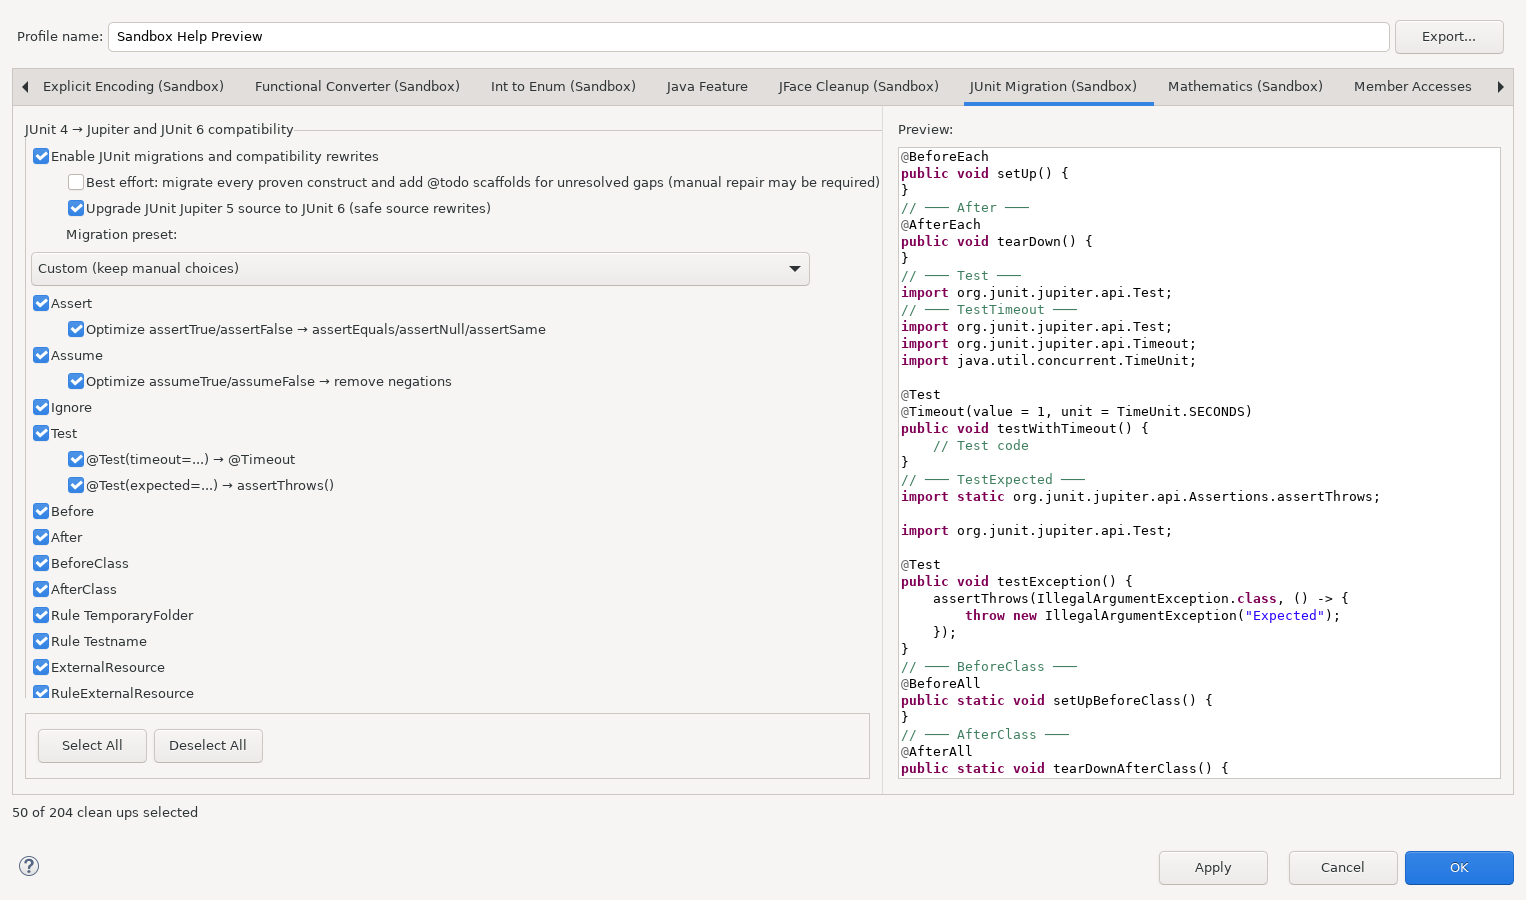 Profile name: Sandbox Help Preview Export...
Explicit Encoding (Sandbox) Functional Converter (Sandbox) Int to Enum (Sandbox) Java Feature JFace Cleanup (Sandbox) JUnit Migration (Sandbox) Mathematics (Sandbox) Member Accesses
JUnit 4 → Jupiter and JUnit 6 compatibility
Enable JUnit migrations and compatibility rewrites
Best effort: migrate every proven construct and add @todo scaffolds for unresolved gaps (manual repair may be required)
Upgrade JUnit Jupiter 5 source to JUnit 6 (safe source rewrites)
Migration preset:
Custom (keep manual choices)
Assert
Optimize assertTrue/assertFalse → assertEquals/assertNull/assertSame
Assume
Optimize assumeTrue/assumeFalse → remove negations
Ignore
Test
@Test(timeout=...) → @Timeout
@Test(expected=...) → assertThrows()
Before
After
BeforeClass
AfterClass
Rule TemporaryFolder
Rule Testname
ExternalResource
RuleExternalResource
Select All Deselect All
Preview:
@BeforeEach
public void setUp() {
}
// ─── After ───
@AfterEach
public void tearDown() {
}
// ─── Test ───
import org.junit.jupiter.api.Test;
// ─── TestTimeout ───
import org.junit.jupiter.api.Test;
import org.junit.jupiter.api.Timeout;
import java.util.concurrent.TimeUnit;
@Test
@Timeout(value = 1, unit = TimeUnit.SECONDS)
public void testWithTimeout() {
    // Test code
}
// ─── TestExpected ───
import static org.junit.jupiter.api.Assertions.assertThrows;
import org.junit.jupiter.api.Test;
@Test
public void testException() {
    assertThrows(IllegalArgumentException.class, () -> {
        throw new IllegalArgumentException("Expected");
    });
}
// ─── BeforeClass ───
@BeforeAll
public static void setUpBeforeClass() {
}
// ─── AfterClass ───
@AfterAll
public static void tearDownAfterClass() {
50 of 204 clean ups selected
? Apply Cancel OK